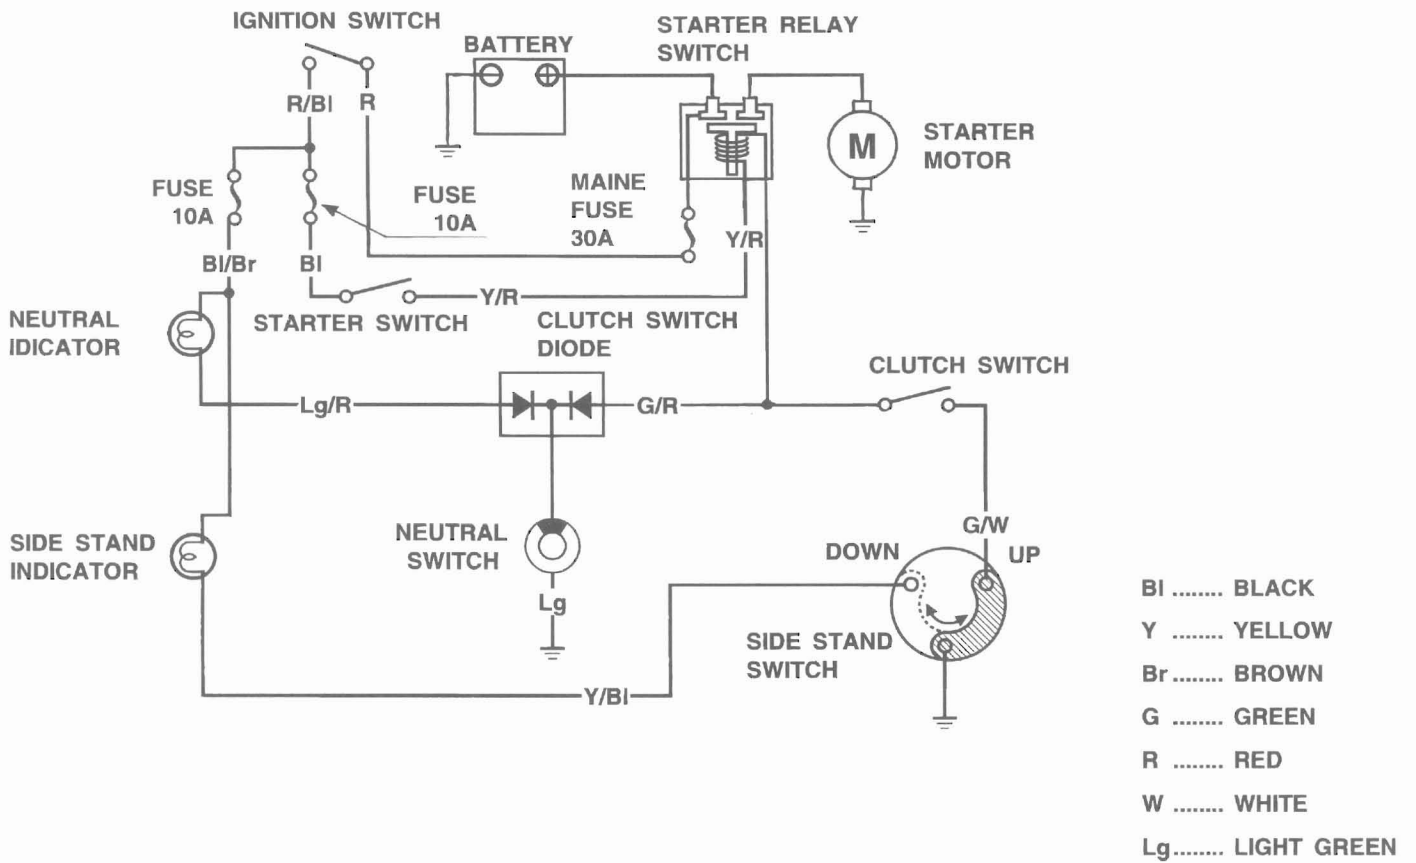 IGNITION SWITCH
BATTERY
STARTER RELAY
SWITCH
R/Bl
R
M
STARTER
MOTOR
FUSE
10A
FUSE
10A
MAINE
FUSE
30A
Y/R
Bl/Br
Bl
Y/R
NEUTRAL
IDICATOR
STARTER SWITCH
CLUTCH SWITCH
DIODE
CLUTCH SWITCH
Lg/R
G/R
G/W
NEUTRAL
SWITCH
SIDE STAND
INDICATOR
DOWN
UP
Lg
SIDE STAND
SWITCH
Y/Bl
Bl ........ BLACK
Y ........ YELLOW
Br ........ BROWN
G ........ GREEN
R ........ RED
W ........ WHITE
Lg ........ LIGHT GREEN